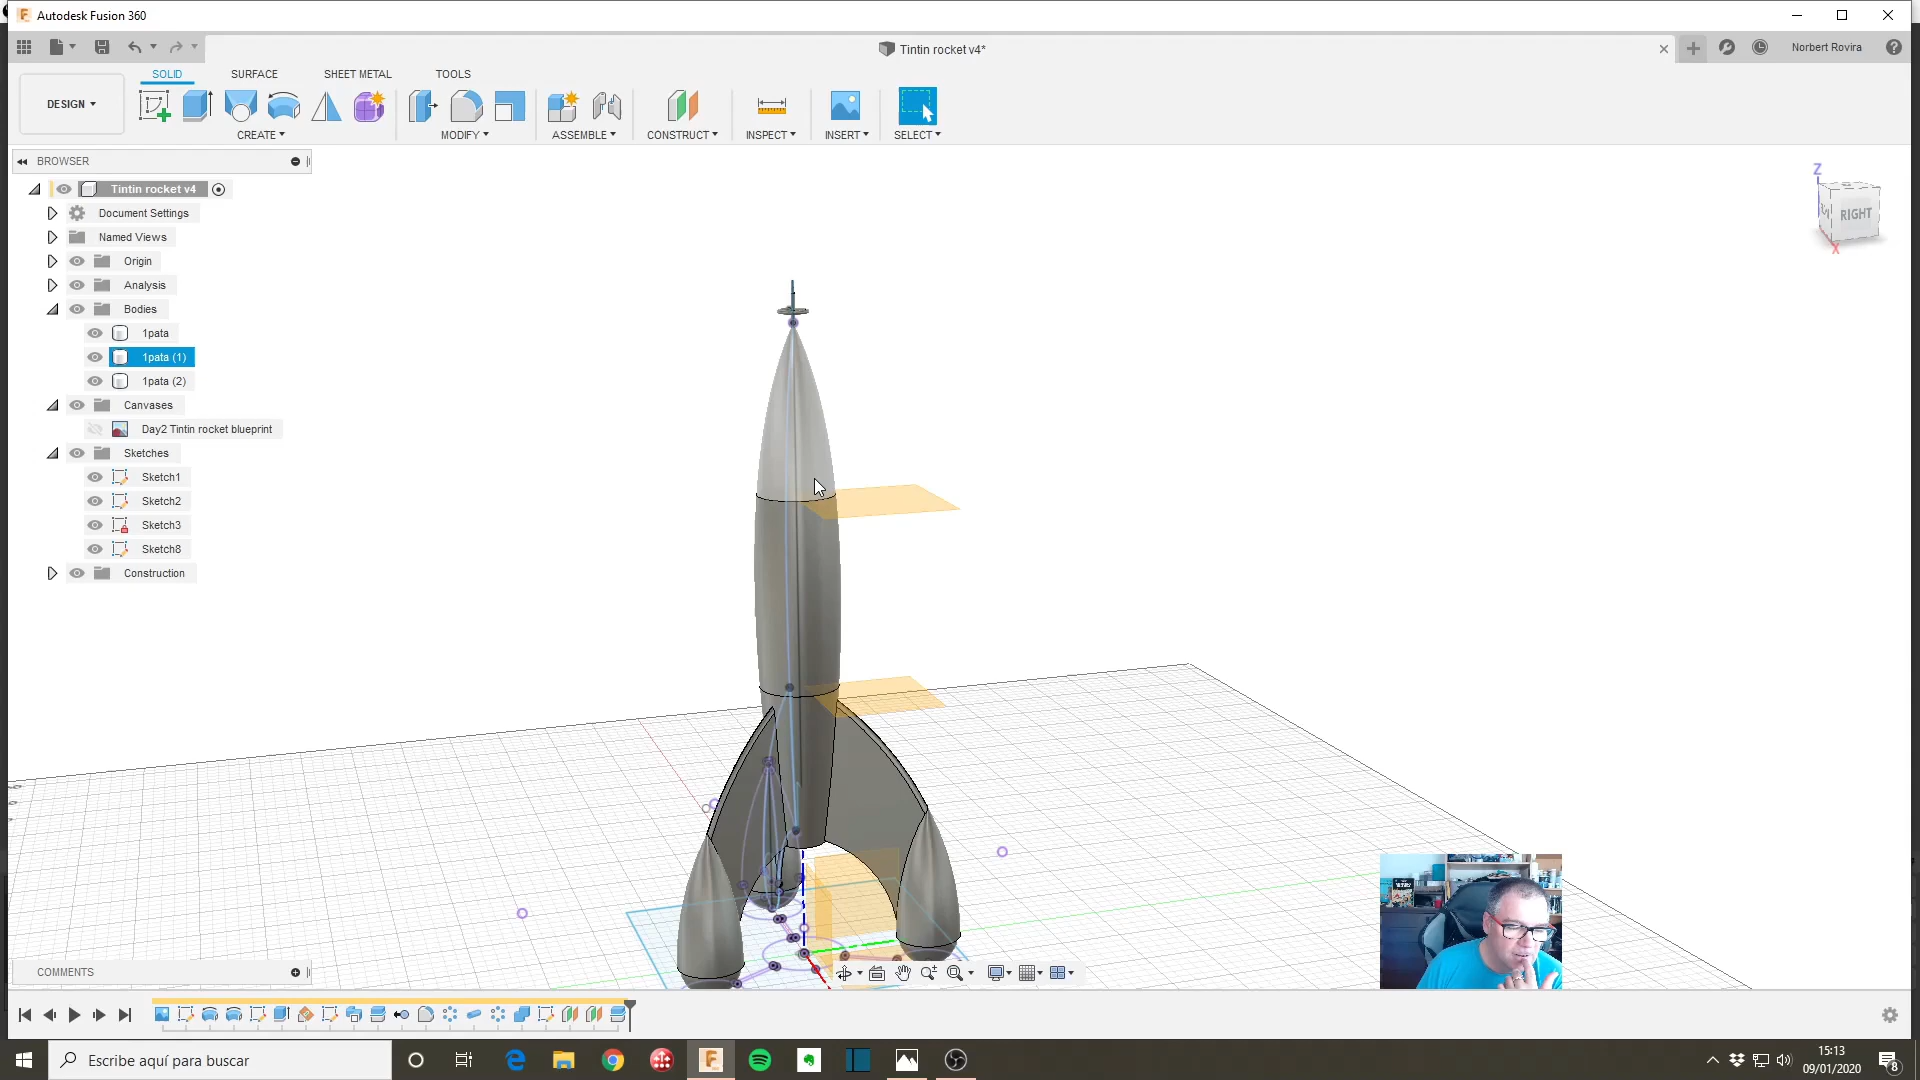 Autodesk Fusion 360
Tintin rocket v4*
Norbert Rovira
SOLID SURFACE SHEET METAL TOOLS
DESIGN
CREATE MODIFY ASSEMBLE CONSTRUCT INSPECT INSERT SELECT
BROWSER
Tintin rocket v4
Document Settings
Named Views
Origin
Analysis
Bodies
1pata
1pata (1)
1pata (2)
Canvases
Day2 Tintin rocket blueprint
Sketches
Sketch1
Sketch2
Sketch3
Sketch8
Construction
Z
RIGHT
X
COMMENTS
Escribe aquí para buscar
15:13
09/01/2020
8